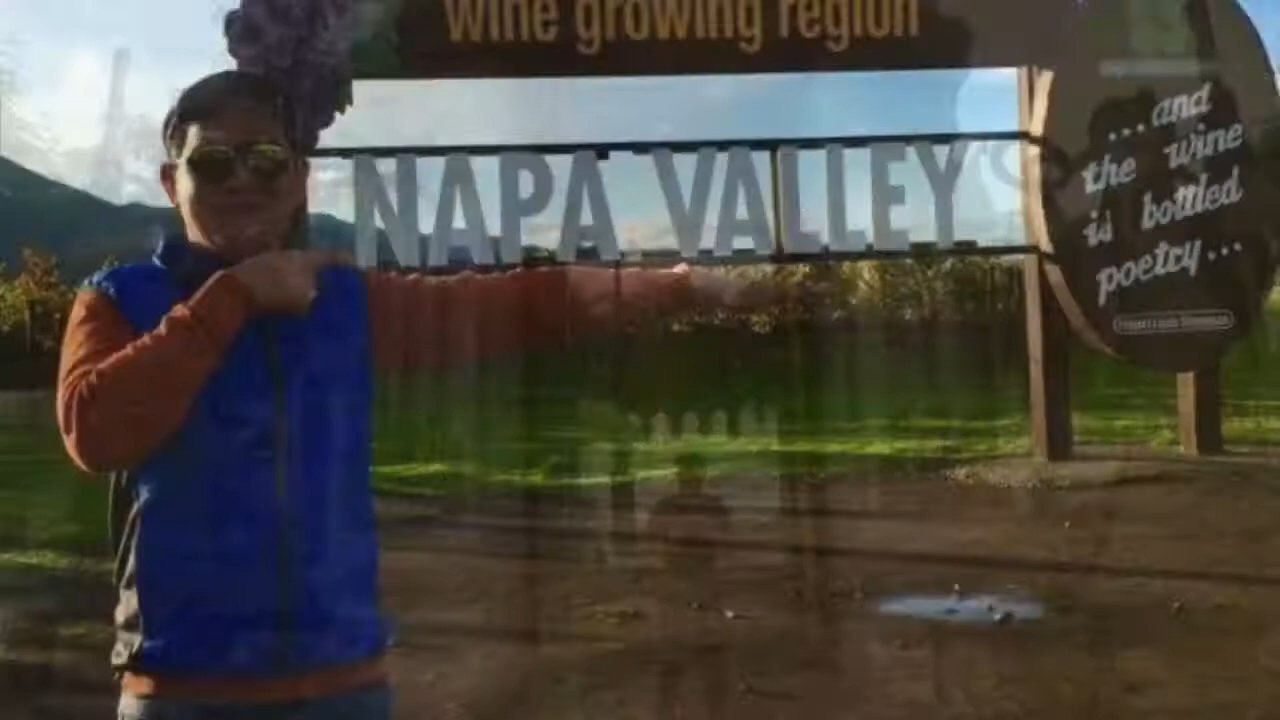 wine growing region
NAPA VALLEY
...and
the wine
is bottled
poetry...